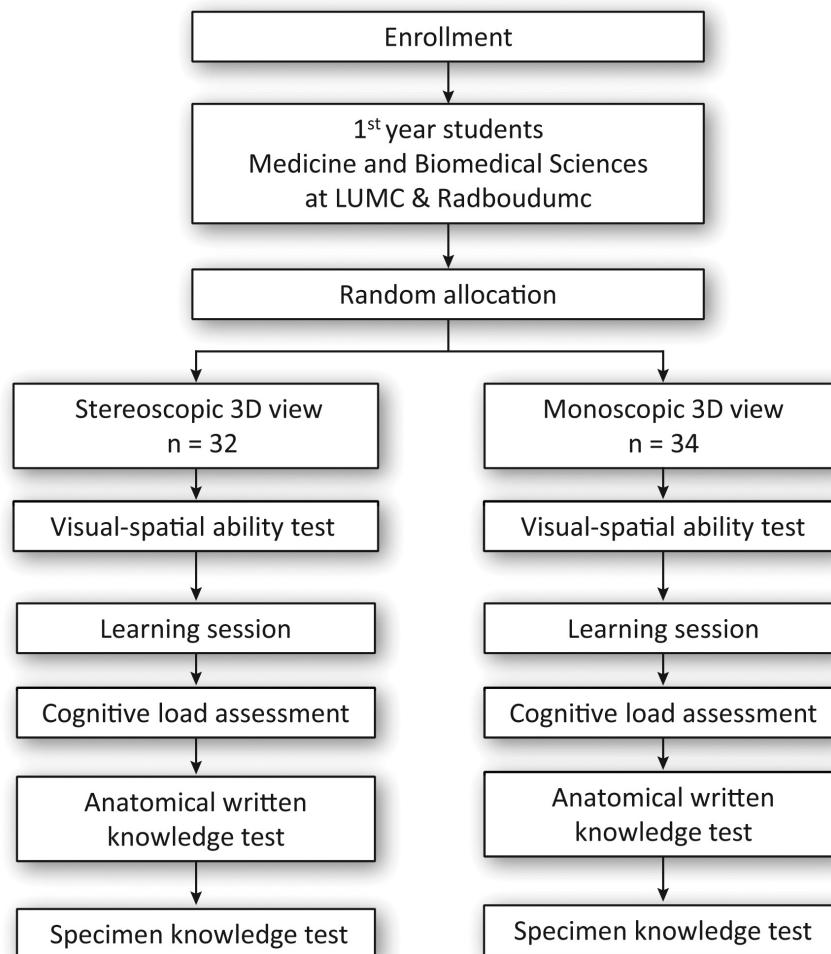 Enrollment
1st year students
Medicine and Biomedical Sciences
at LUMC & Radboudumc
Random allocation
Stereoscopic 3D view
n = 32
Monoscopic 3D view
n = 34
Visual-spatial ability test
Visual-spatial ability test
Learning session
Learning session
Cognitive load assessment
Cognitive load assessment
Anatomical written
knowledge test
Anatomical written
knowledge test
Specimen knowledge test
Specimen knowledge test